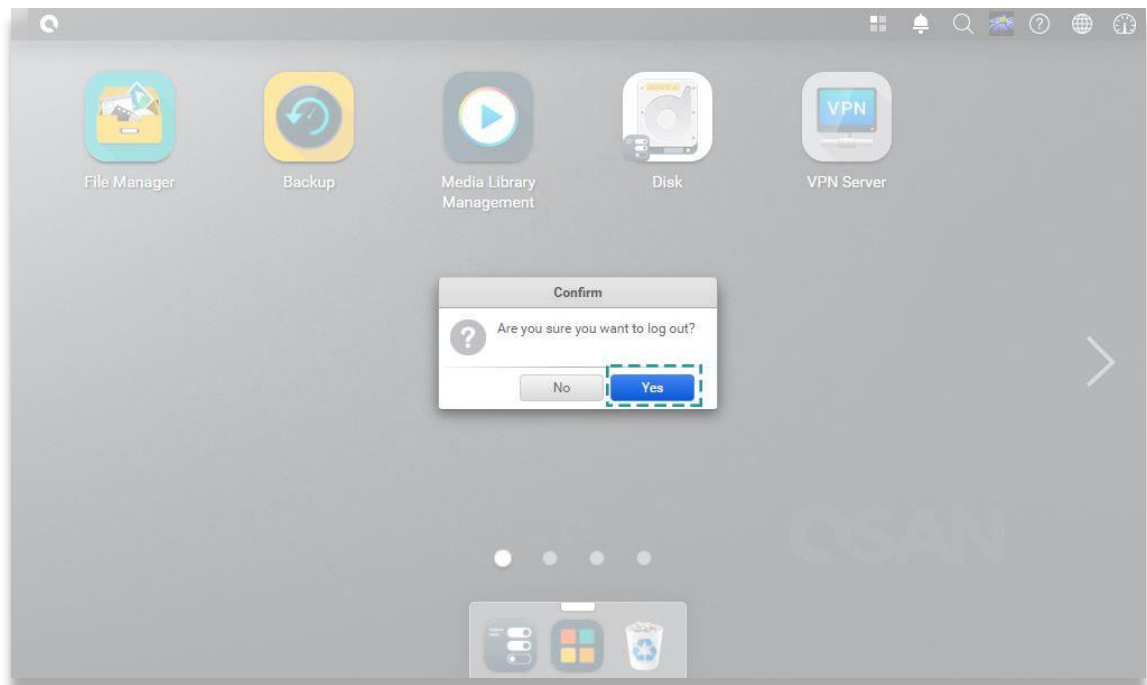 File Manager
Backup
Media Library
Management
Disk
VPN
VPN Server
Confirm
?
Are you sure you want to log out?
No
Yes
QSAN